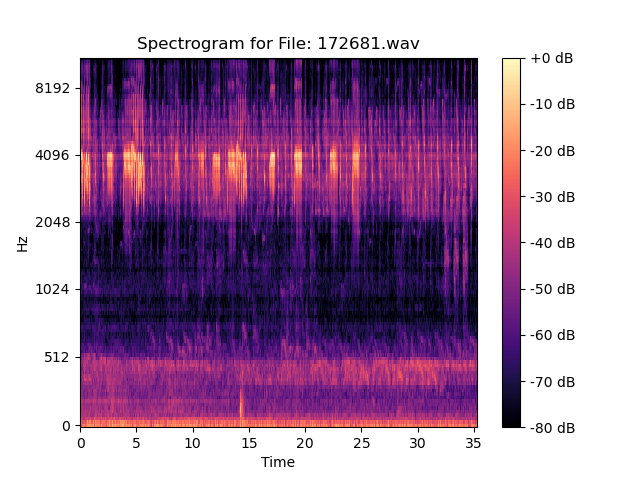 Spectrogram for File: 172681.wav
+0 dB
8192
-10 dB
4096
-20 dB
-30 dB
2048
-40 dB
Hz
1024
-50 dB
512
-60 dB
-70 dB
0
-80 dB
0 5 10 15 20 25 30 35
Time